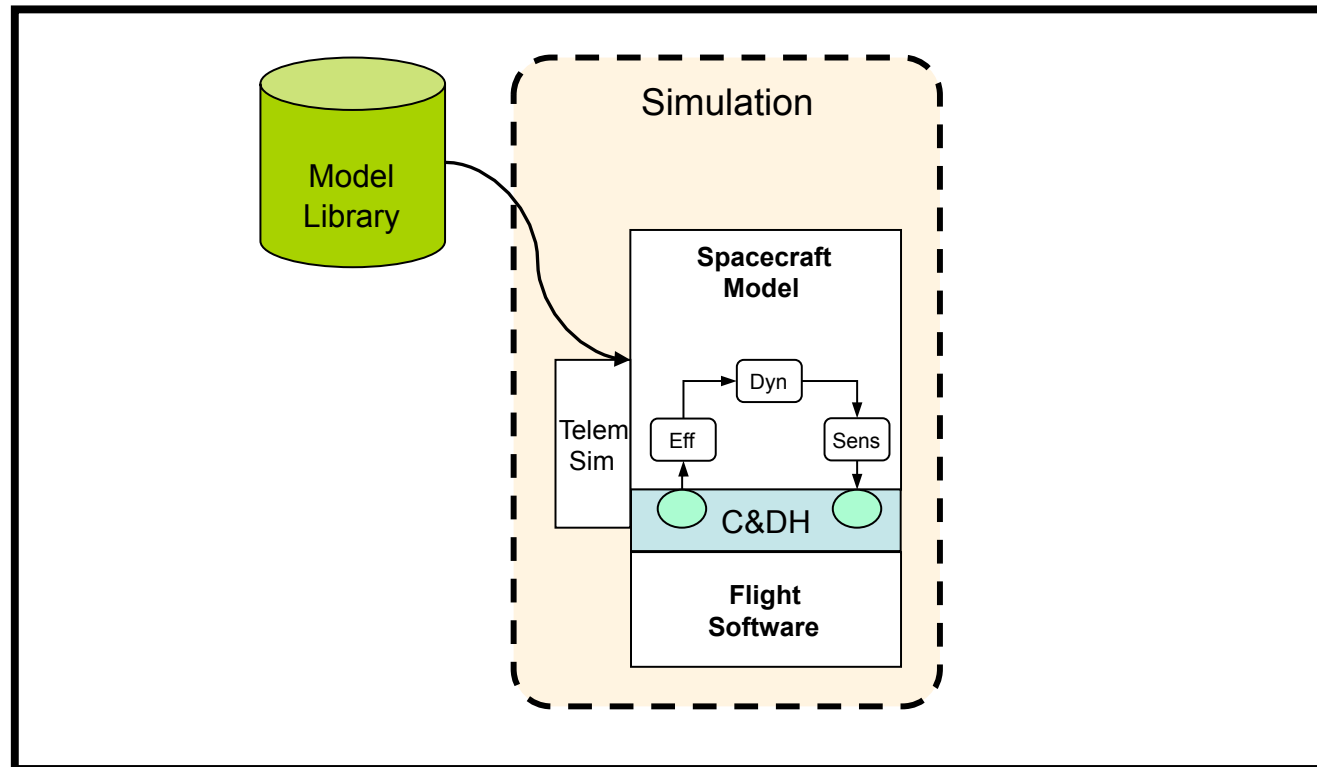 Simulation
Model
Library
Spacecraft
Model
Dyn
Telem
Sim
Eff
Sens
C&DH
Flight
Software